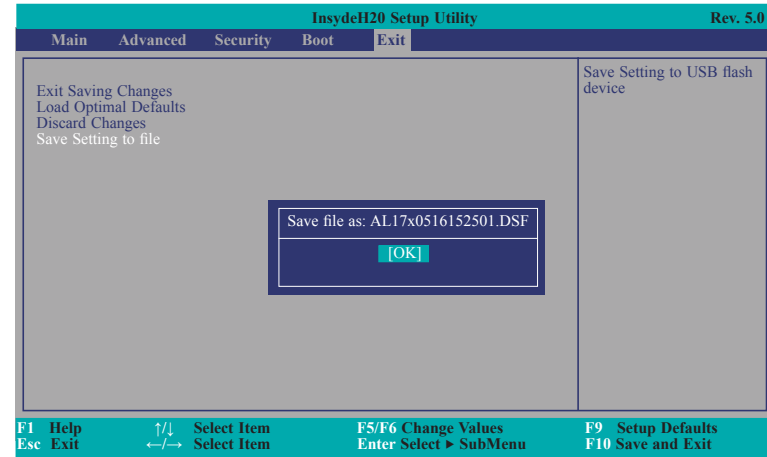 InsydeH20 Setup Utility Rev. 5.0
Main Advanced Security Boot Exit
Exit Saving Changes
Load Optimal Defaults
Discard Changes
Save Setting to file
Save Setting to USB flash
device
Save file as: AL17x0516152501.DSF
[OK]
F1 Help ↑/↓ Select Item F5/F6 Change Values F9 Setup Defaults
Esc Exit ←/→ Select Item Enter Select ▶ SubMenu F10 Save and Exit